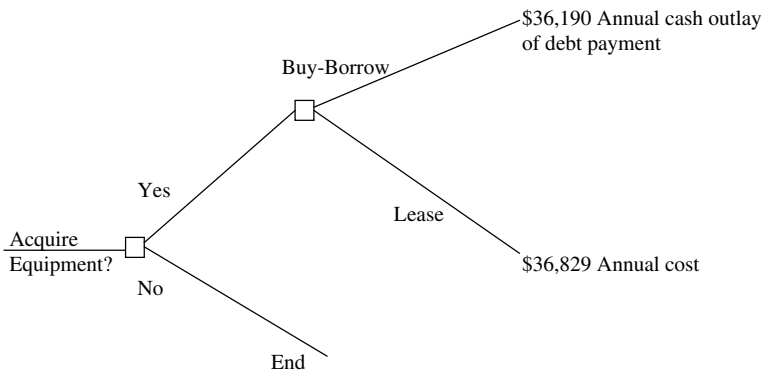 $36,190 Annual cash outlay
of debt payment
Buy-Borrow
Yes
Lease
Acquire
Equipment?
$36,829 Annual cost
No
End